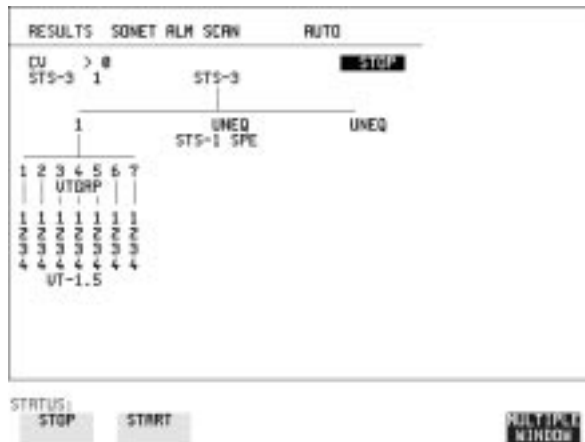 RESULTS SONET ALM SCAN AUTO
CV > 0 STOP
STS-3 1 STS-3
1 UNEQ UNEQ
STS-1 SPE
1 2 3 4 5 6 7
VTGRP
1 1 1 1 1 1 1
2 2 2 2 2 2 2
3 3 3 3 3 3 3
4 4 4 4 4 4 4
VT-1.5
STATUS:
STOP START MULTIPLE
WINDOW